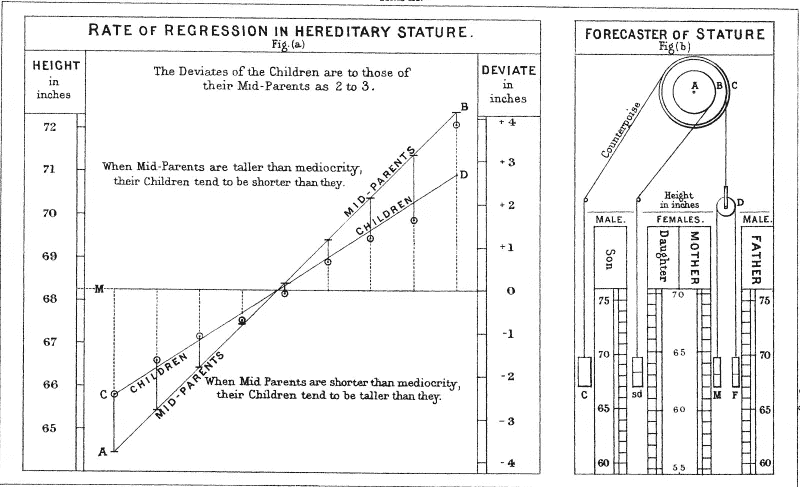 RATE OF REGRESSION IN HEREDITARY STATURE.
Fig. (a)
HEIGHT
in
inches
The Deviates of the Children are to those of
their Mid-Parents as 2 to 3.
DEVIATE
in
inches
When Mid-Parents are taller than mediocrity,
their Children tend to be shorter than they.
MID-PARENTS
CHILDREN
B
D
72
71
70
69
M
68
67
66
65
+4
+3
+2
+1
0
-1
-2
-3
-4
CHILDREN
MID-PARENTS
C
A
When Mid Parents are shorter than mediocrity,
their Children tend to be taller than they.
FORECASTER OF STATURE
Fig (b)
A B C
Counterpoise
D
Height
in inches
MALE. FEMALES. MALE.
Son
Daughter
MOTHER
FATHER
75 70 75
70 65 70
C sd M F
65 60 65
60 55 60